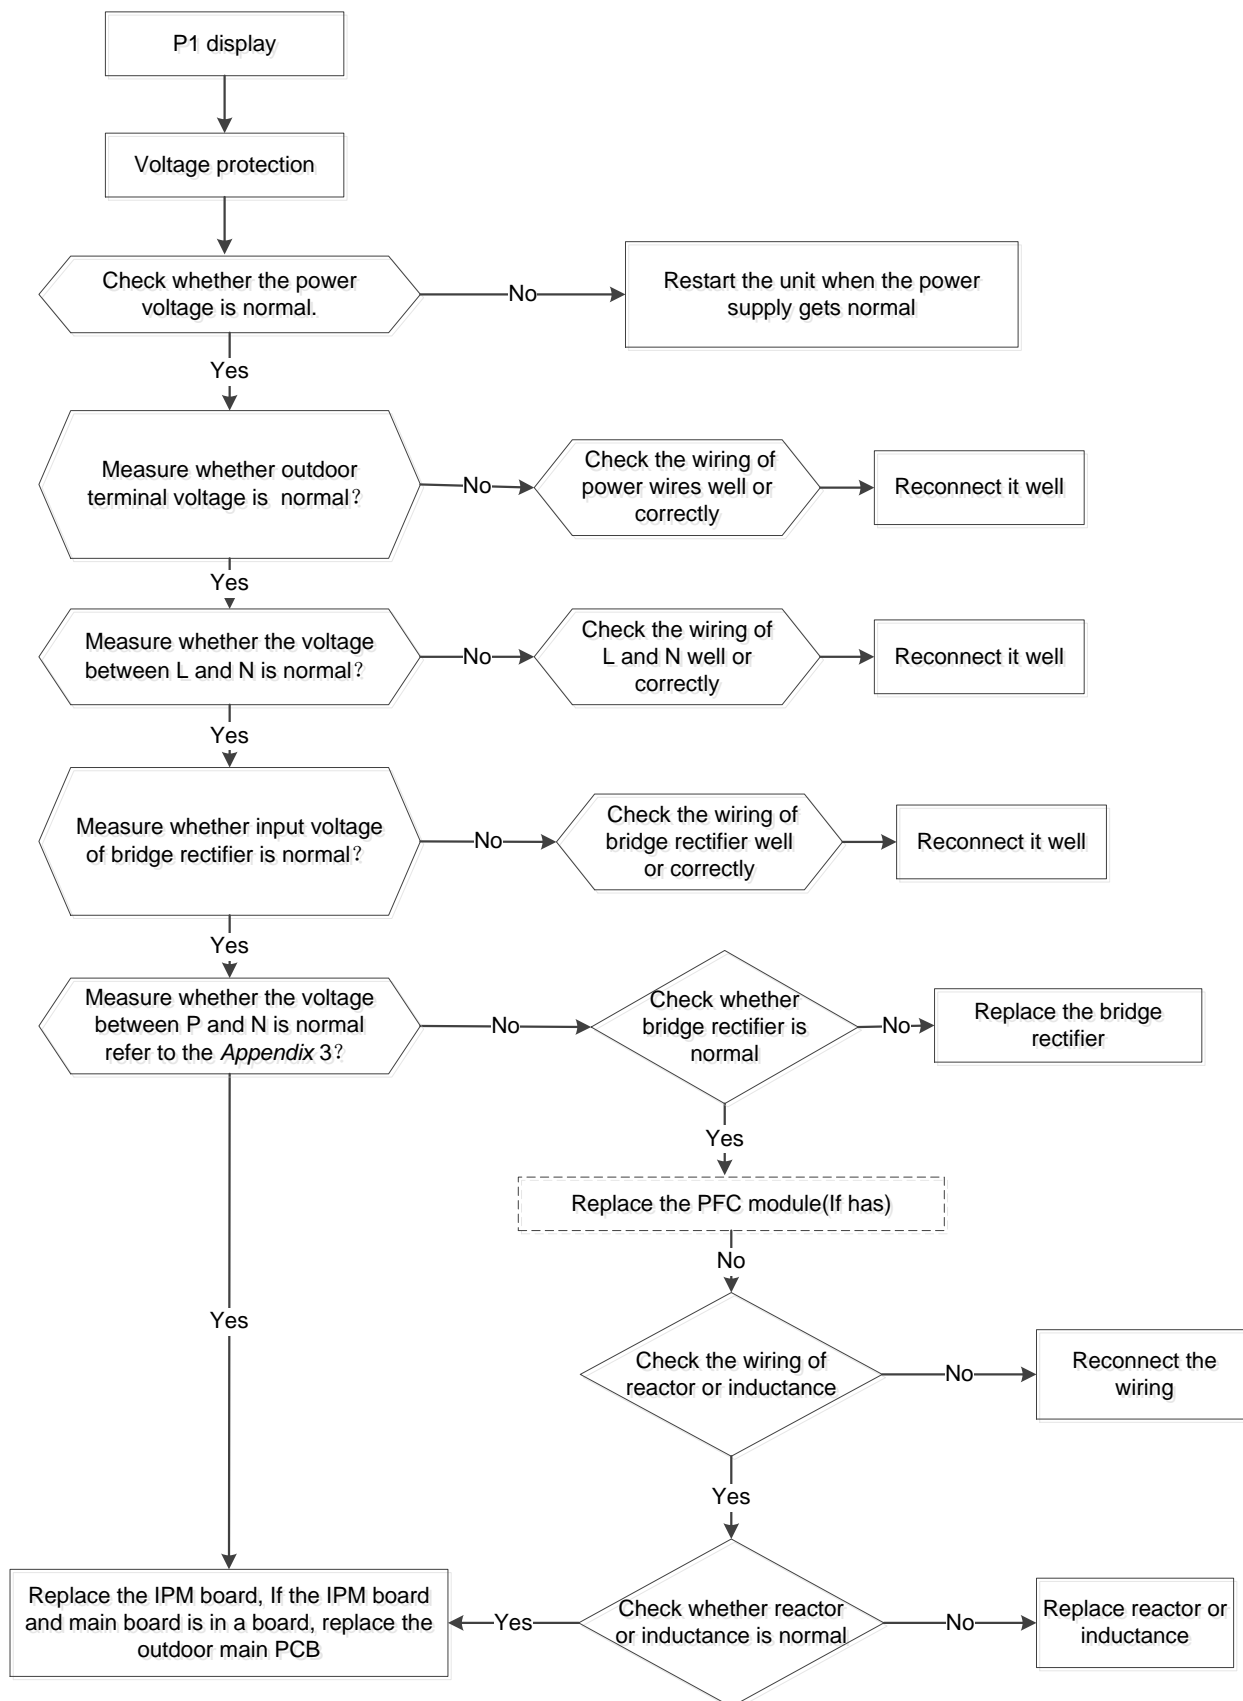 P1 display
Voltage protection
Check whether the power
voltage is normal.
No
Restart the unit when the power
supply gets normal
Yes
Measure whether outdoor
terminal voltage is  normal？
No
Check the wiring of
power wires well or
correctly
Reconnect it well
Yes
Measure whether the voltage
between L and N is normal？
No
Check the wiring of
L and N well or
correctly
Reconnect it well
Yes
Measure whether input voltage
of bridge rectifier is normal？
No
Check the wiring of
bridge rectifier well
or correctly
Reconnect it well
Yes
Measure whether the voltage
between P and N is normal
refer to the Appendix 3？
No
Check whether
bridge rectifier is
normal
No
Replace the bridge
rectifier
Yes
Replace the PFC module(If has)
No
Yes
Check the wiring of
reactor or inductance
No
Reconnect the
wiring
Yes
Replace the IPM board, If the IPM board
and main board is in a board, replace the
outdoor main PCB
Yes
Check whether reactor
or inductance is normal
No
Replace reactor or
inductance